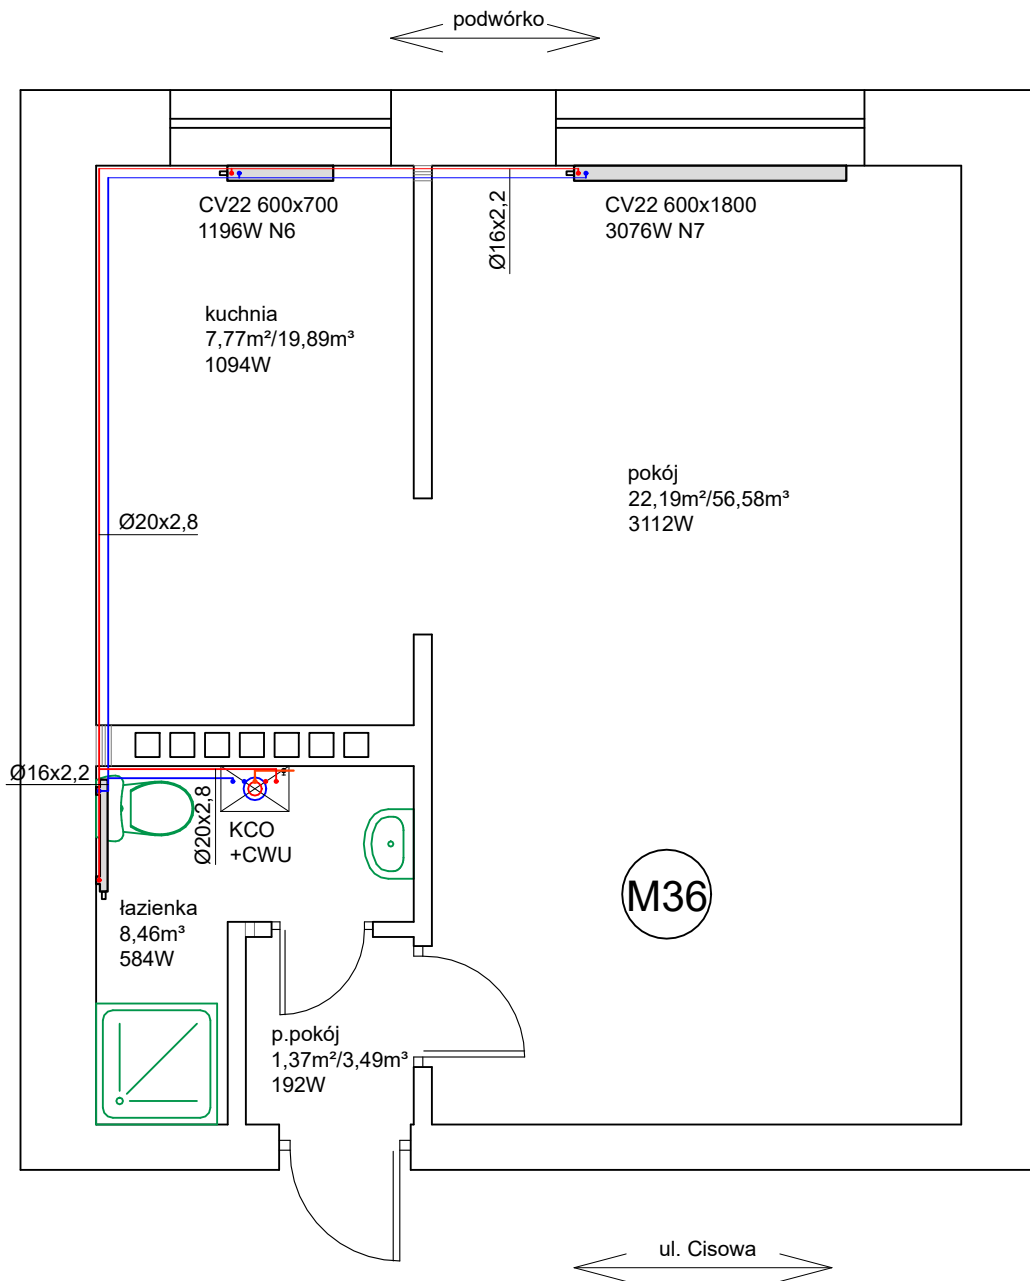 podwórko
CV22 600x700
1196W N6
Ø16x2,2
CV22 600x1800
3076W N7
kuchnia
7,77m²/19,89m³
1094W
pokój
22,19m²/56,58m³
3112W
Ø20x2,8
Ø16x2,2
Ø20x2,8
KCO
+CWU
M36
łazienka
8,46m³
584W
p.pokój
1,37m²/3,49m³
192W
ul. Cisowa